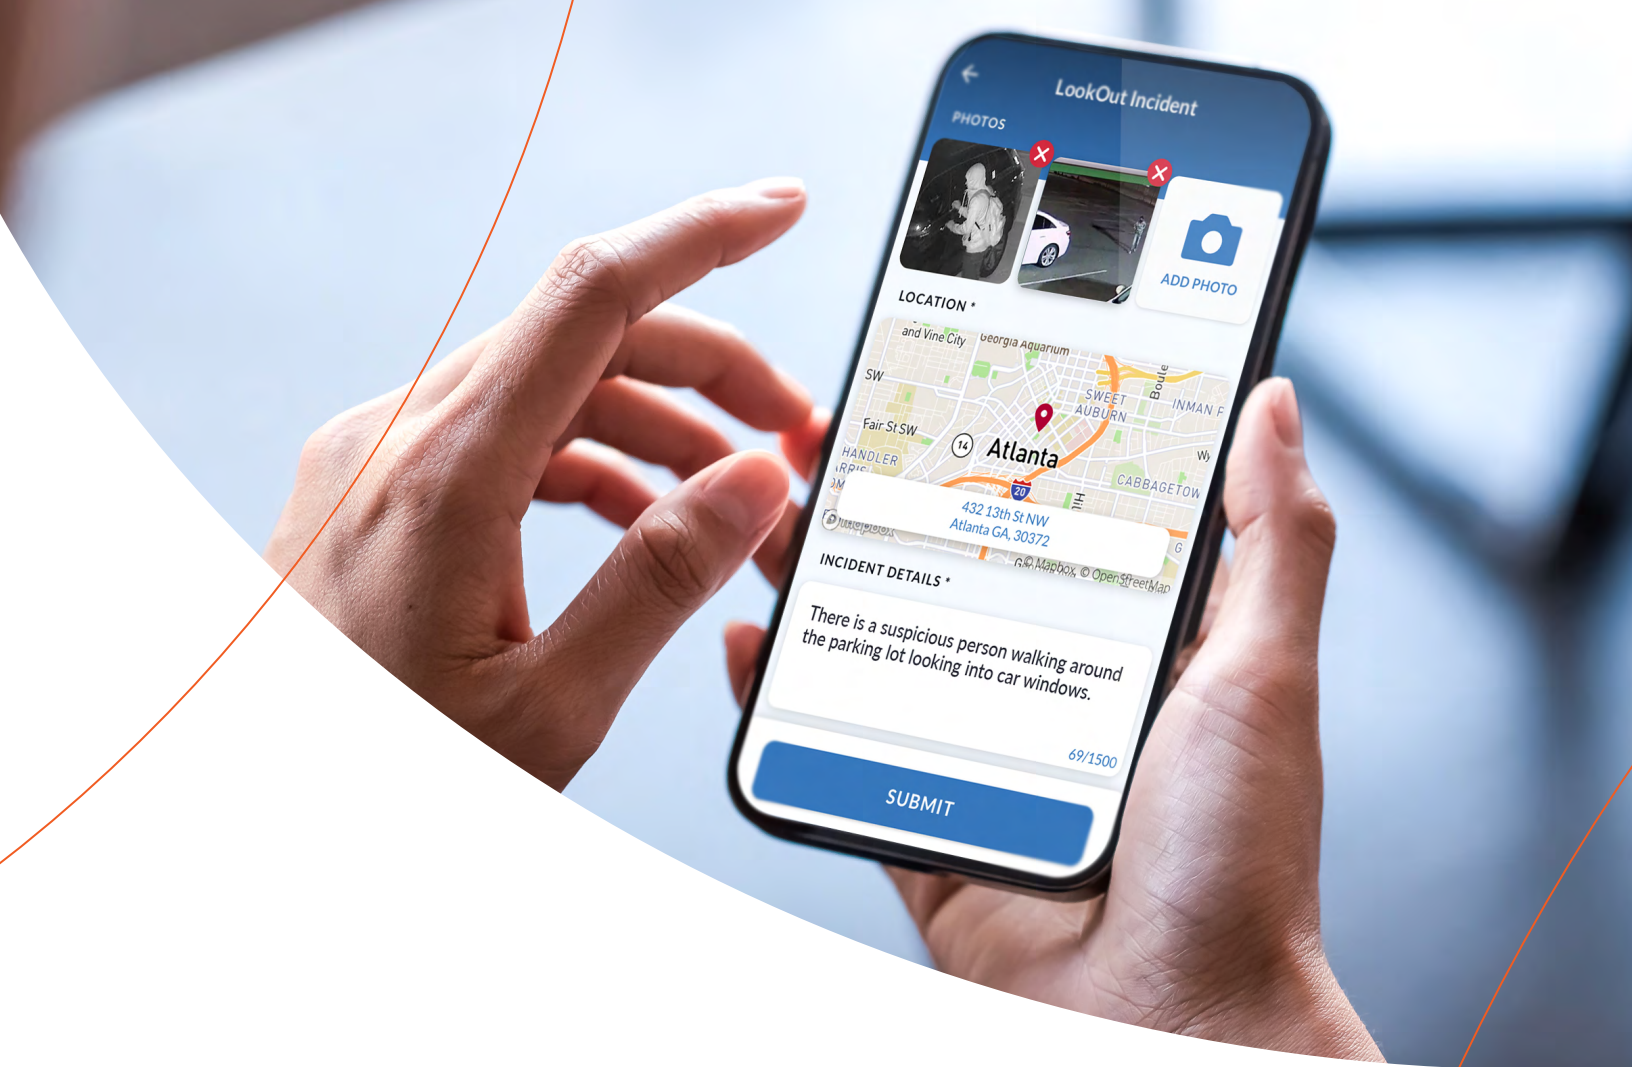 LookOut Incident
PHOTOS
ADD PHOTO
LOCATION *
and Vine City
Georgia Aquarium
SW
Boule
SWEET
AUBURN
INMAN F
Fair St SW
14
Atlanta
HANDLER
CABBAGETOW
20
432 13th St NW
Atlanta GA, 30372
G
mapbox
© Mapbox, © OpenStreetMap
INCIDENT DETAILS *
There is a suspicious person walking around
the parking lot looking into car windows.
69/1500
SUBMIT